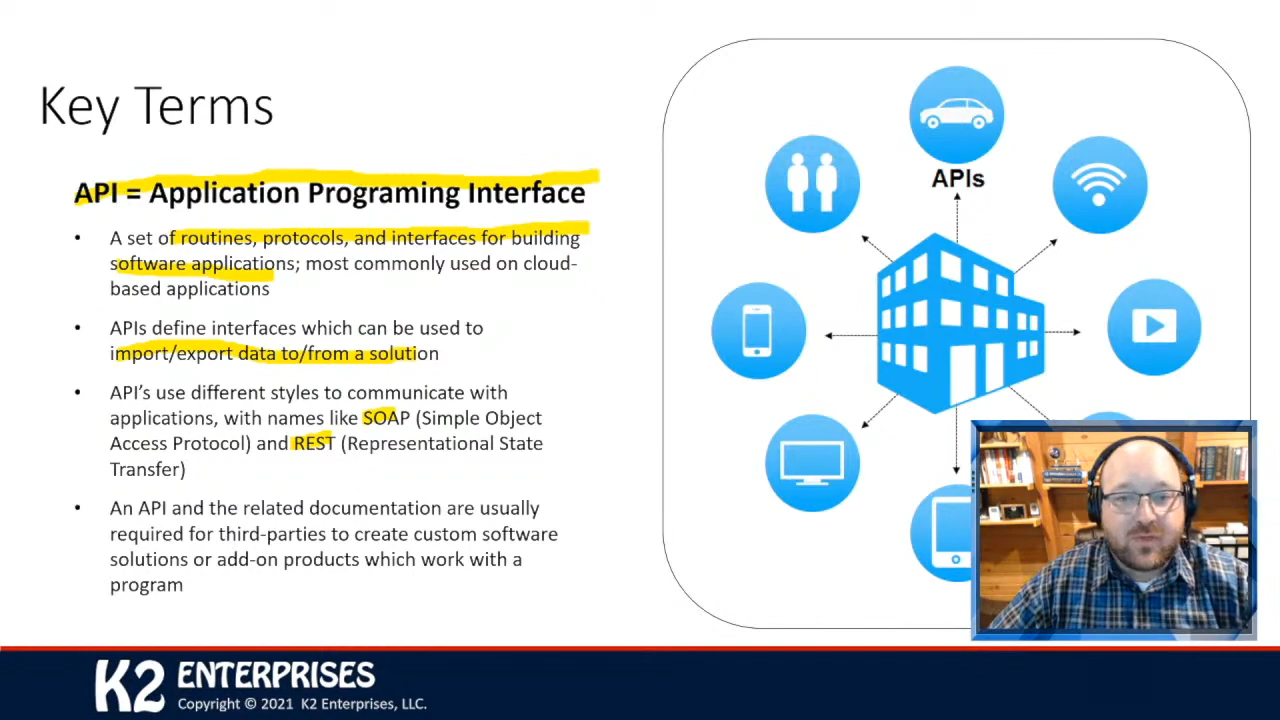 Key Terms
API = Application Programing Interface
• A set of routines, protocols, and interfaces for building
software applications; most commonly used on cloud-
based applications
• APIs define interfaces which can be used to
import/export data to/from a solution
• API’s use different styles to communicate with
applications, with names like SOAP (Simple Object
Access Protocol) and REST (Representational State
Transfer)
• An API and the related documentation are usually
required for third-parties to create custom software
solutions or add-on products which work with a
program
APIs
K2 ENTERPRISES
Copyright © 2021 K2 Enterprises, LLC.